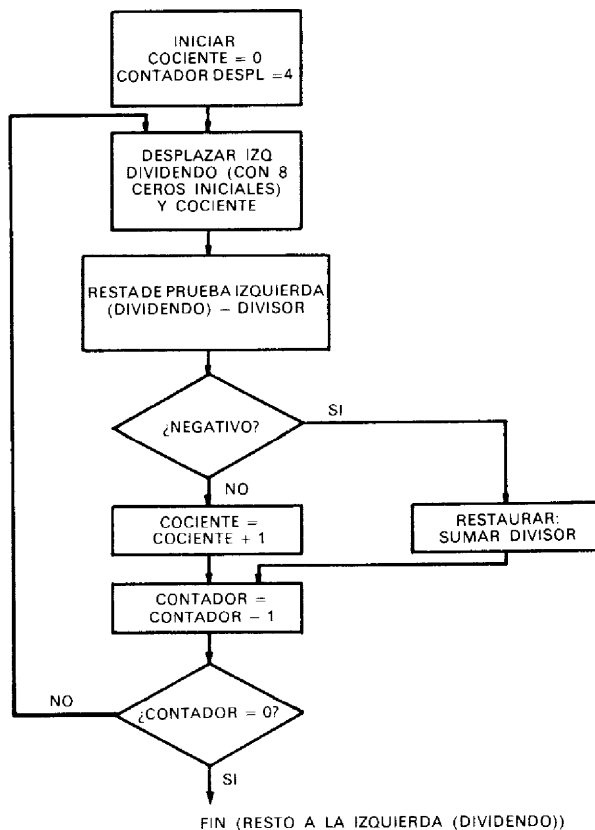 INICIAR
COCIENTE = 0
CONTADOR DESPL =4
DESPLAZAR IZQ
DIVIDENDO (CON 8
CEROS INICIALES)
Y COCIENTE
RESTA DE PRUEBA IZQUIERDA
(DIVIDENDO) – DIVISOR
¿NEGATIVO?
SI
NO
COCIENTE =
COCIENTE + 1
RESTAURAR:
SUMAR DIVISOR
CONTADOR =
CONTADOR – 1
NO
¿CONTADOR = 0?
SI
FIN (RESTO A LA IZQUIERDA (DIVIDENDO))